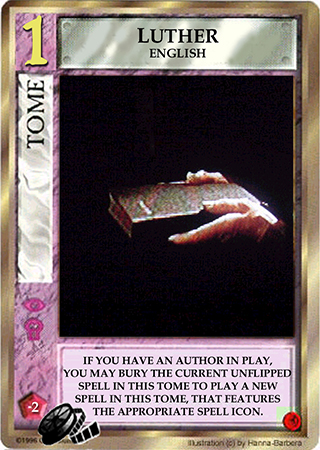 1
LUTHER
ENGLISH
TOME
IF YOU HAVE AN AUTHOR IN PLAY,
YOU MAY BURY THE CURRENT UNFLIPPED
SPELL IN THIS TOME TO PLAY A NEW
SPELL IN THIS TOME, THAT FEATURES
THE APPROPRIATE SPELL ICON.
-2
©1996
Illustration (c) by Hanna-Barbera